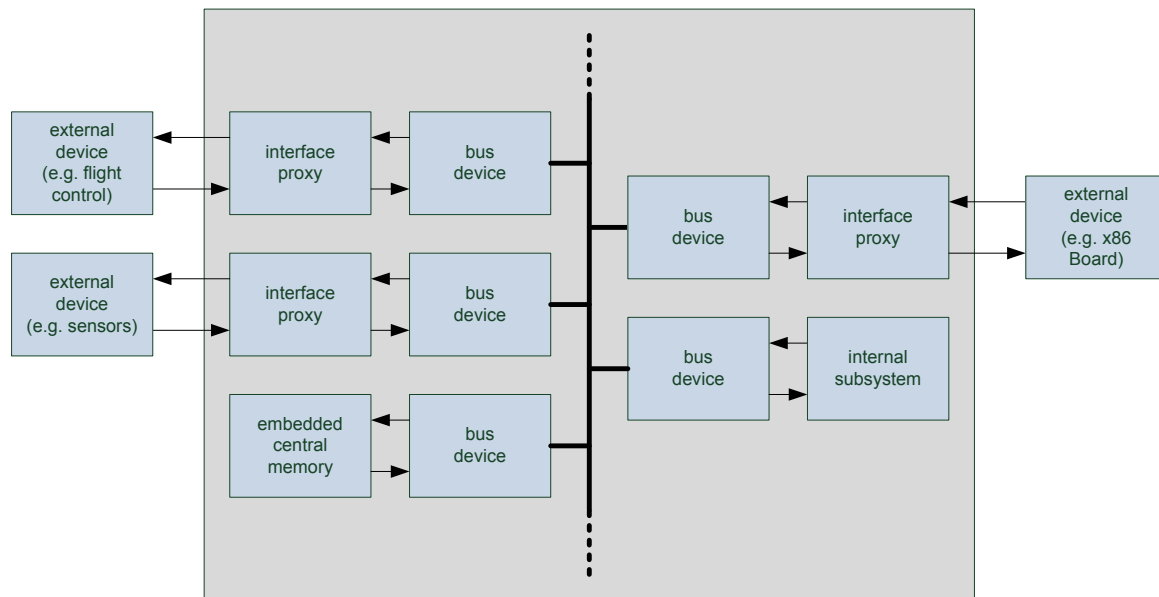 external
device
(e.g. flight
control)
interface
proxy
bus
device
bus
device
interface
proxy
external
device
(e.g. x86
Board)
external
device
(e.g. sensors)
interface
proxy
bus
device
bus
device
internal
subsystem
embedded
central
memory
bus
device